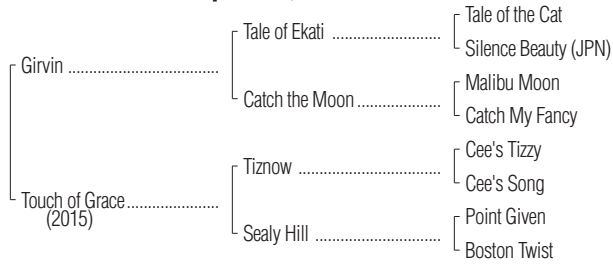 Tale of the Cat
Tale of Ekati ..............................
Silence Beauty (JPN)
Girvin ......................................
Malibu Moon
Catch the Moon .....................
Catch My Fancy
Cee's Tizzy
Tiznow ....................................
Cee's Song
Touch of Grace .......................
(2015)
Point Given
Sealy Hill ................................
Boston Twist